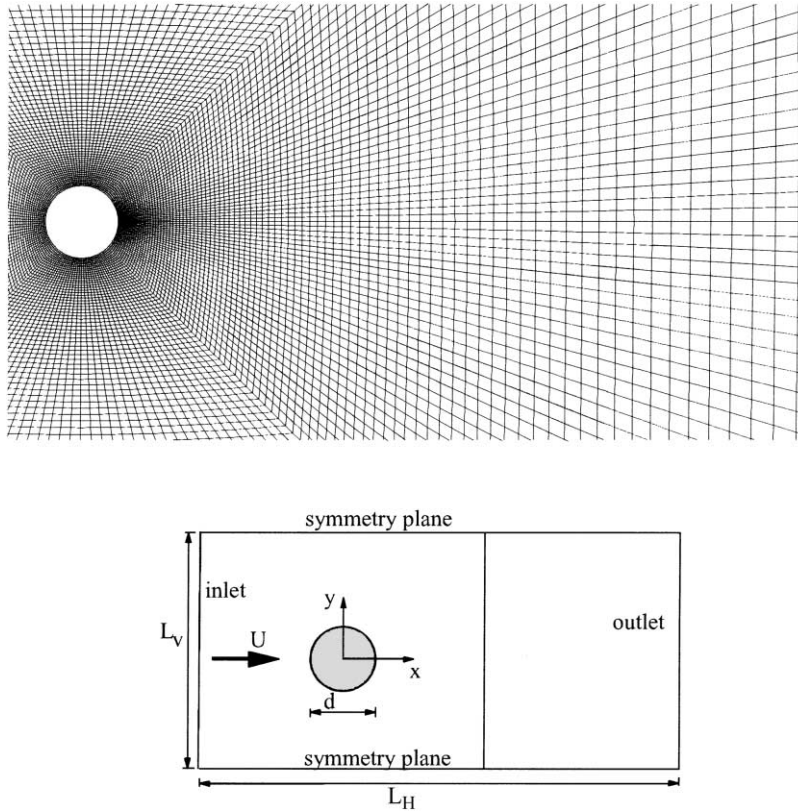 symmetry plane
inlet
y
outlet
L_V
U
x
d
symmetry plane
L_H